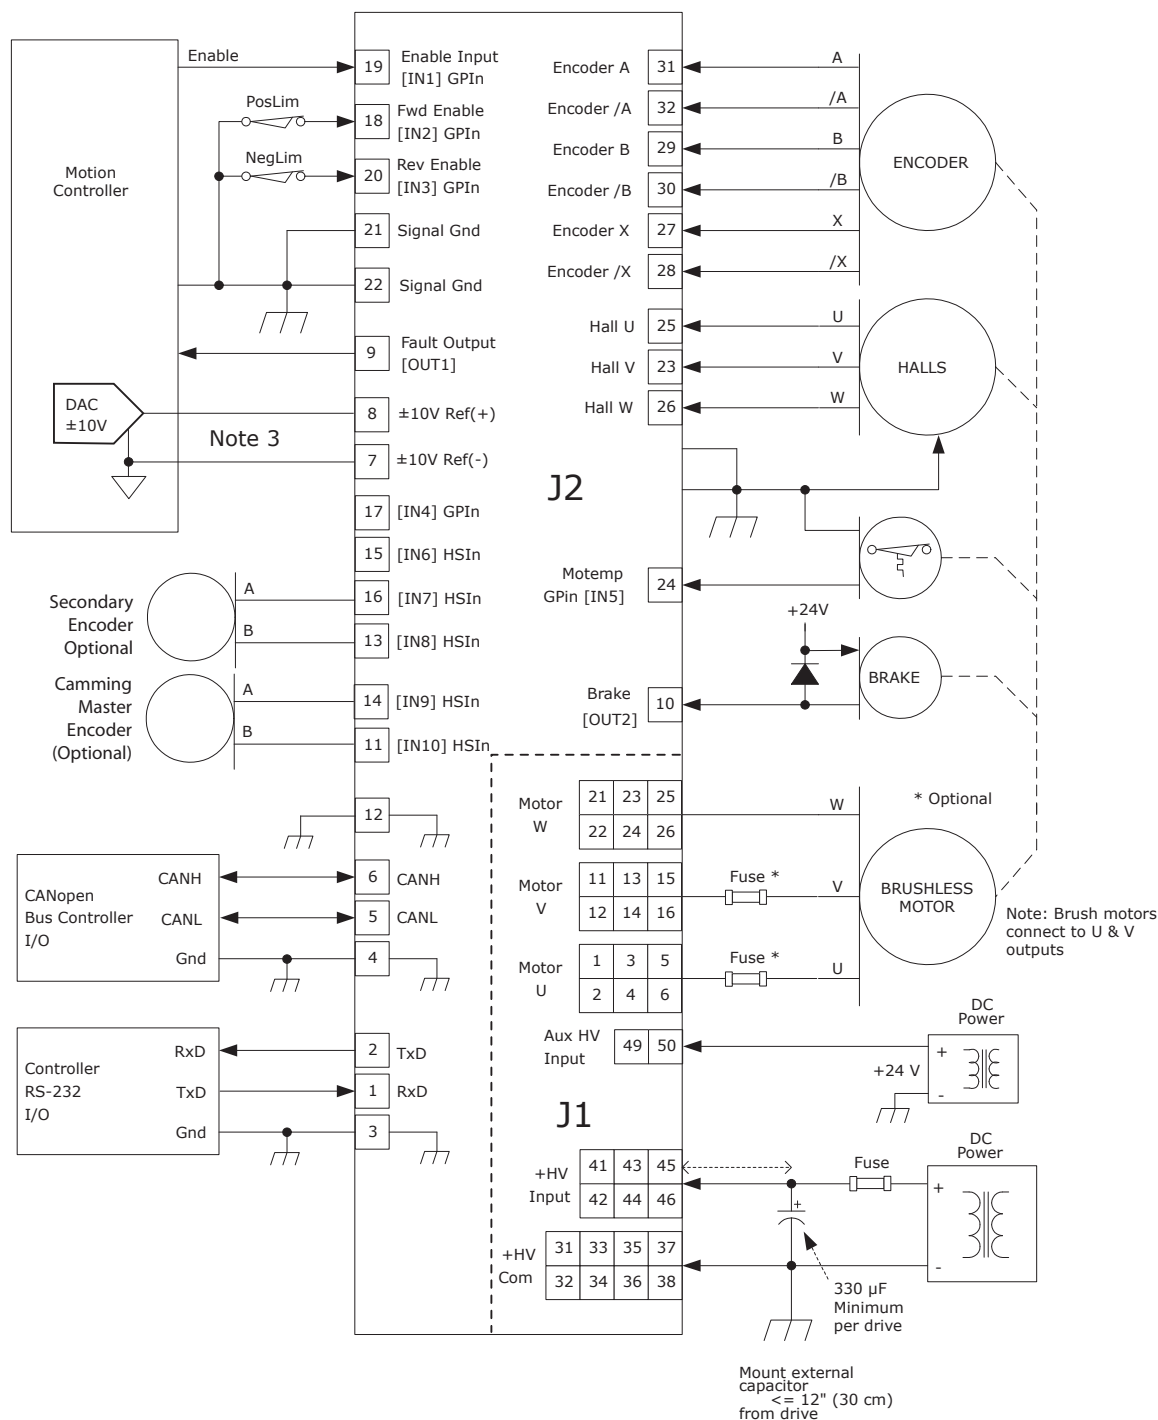 Enable
19
Enable Input
[IN1] GPIn
PosLim
18
Fwd Enable
[IN2] GPIn
NegLim
20
Rev Enable
[IN3] GPIn
Motion
Controller
21
Signal Gnd
22
Signal Gnd
9
Fault Output
[OUT1]
DAC
±10V
8
±10V Ref(+)
Note 3
7
±10V Ref(-)
17
[IN4] GPIn
15
[IN6] HSIn
Secondary
Encoder
Optional
A
16
[IN7] HSIn
B
13
[IN8] HSIn
Camming
Master
Encoder
(Optional)
A
14
[IN9] HSIn
B
11
[IN10] HSIn
12
CANopen
Bus Controller
I/O
CANH
6
CANH
CANL
5
CANL
Gnd
4
Controller
RS-232
I/O
RxD
2
TxD
TxD
1
RxD
Gnd
3
Encoder A
31
A
Encoder /A
32
/A
Encoder B
29
B
Encoder /B
30
/B
Encoder X
27
X
Encoder /X
28
/X
ENCODER
Hall U
25
U
Hall V
23
V
Hall W
26
W
HALLS
J2
Motemp
GPin [IN5]
24
+24V
BRAKE
Brake
[OUT2]
10
Motor
W
21 23 25
22 24 26
W
* Optional
Motor
V
11 13 15
12 14 16
Fuse *
V
BRUSHLESS
MOTOR
Note: Brush motors
connect to U & V
outputs
Motor
U
1 3 5
2 4 6
Fuse *
U
Aux HV
Input
49 50
DC
Power
+
+24 V
-
J1
+HV
Input
41 43 45
42 44 46
Fuse
DC
Power
+
-
+
+HV
Com
31 33 35 37
32 34 36 38
330 µF
Minimum
per drive
Mount external
capacitor
<= 12" (30 cm)
from drive